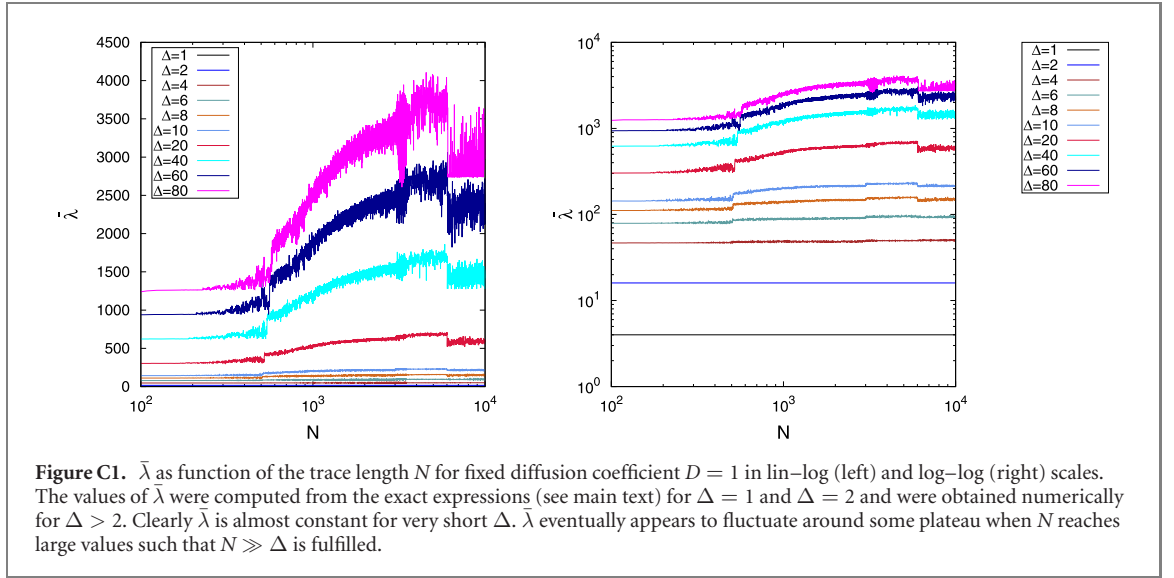 4500
4000
3500
3000
2500
2000
1500
1000
500
0
10²
10³
10⁴
N
λ̄
Δ=1
Δ=2
Δ=4
Δ=6
Δ=8
Δ=10
Δ=20
Δ=40
Δ=60
Δ=80
10⁴
10³
10²
10¹
10⁰
10²
10³
10⁴
N
λ̄
Δ=1
Δ=2
Δ=4
Δ=6
Δ=8
Δ=10
Δ=20
Δ=40
Δ=60
Δ=80
Figure C1. λ̄ as function of the trace length N for fixed diffusion coefficient D = 1 in lin–log (left) and log–log (right) scales.
The values of λ̄ were computed from the exact expressions (see main text) for Δ = 1 and Δ = 2 and were obtained numerically
for Δ > 2. Clearly λ̄ is almost constant for very short Δ. λ̄ eventually appears to fluctuate around some plateau when N reaches
large values such that N ≫ Δ is fulfilled.